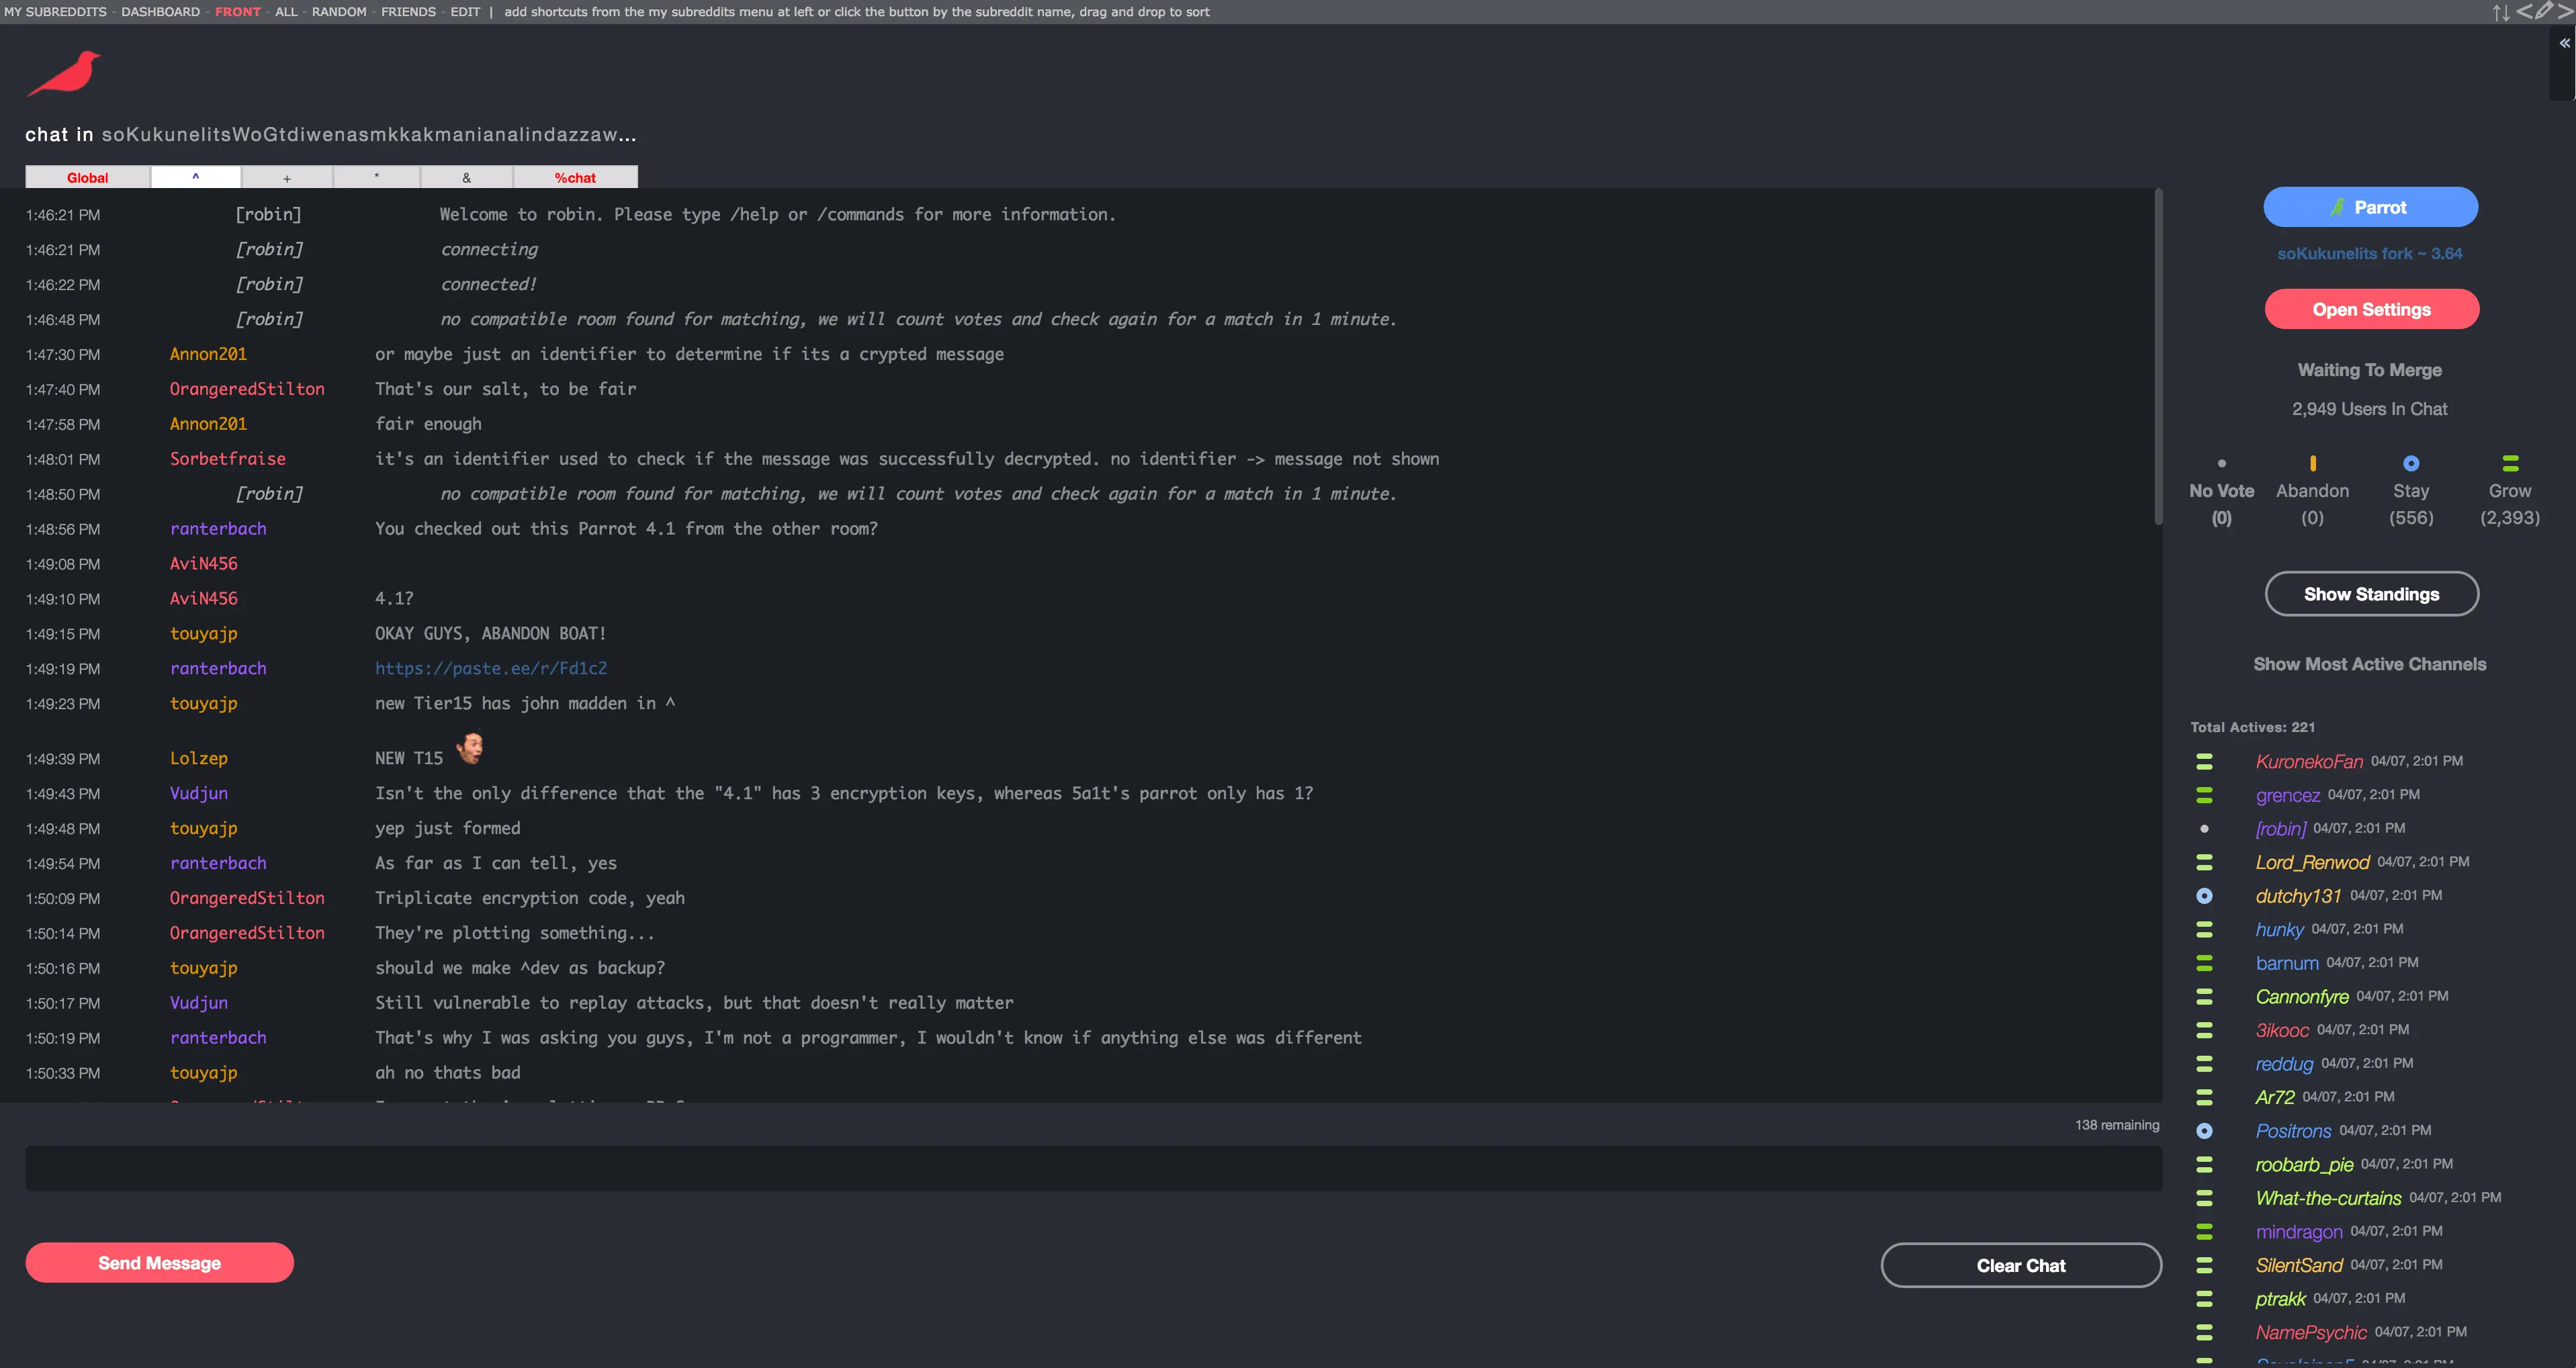 MY SUBREDDITS - DASHBOARD - FRONT - ALL - RANDOM - FRIENDS - EDIT | add shortcuts from the my subreddits menu at left or click the button by the subreddit name, drag and drop to sort
chat in soKukunelitsWoGtdiwenasmkkakmanianalindazzaw...
Global ^ + * & %chat
1:46:21 PM [robin] Welcome to robin. Please type /help or /commands for more information.
1:46:21 PM [robin] connecting
1:46:22 PM [robin] connected!
1:46:48 PM [robin] no compatible room found for matching, we will count votes and check again for a match in 1 minute.
1:47:30 PM Annon201 or maybe just an identifier to determine if its a crypted message
1:47:40 PM OrangeredStilton That's our salt, to be fair
1:47:58 PM Annon201 fair enough
1:48:01 PM Sorbetfraise it's an identifier used to check if the message was successfully decrypted. no identifier -> message not shown
1:48:50 PM [robin] no compatible room found for matching, we will count votes and check again for a match in 1 minute.
1:48:56 PM ranterbach You checked out this Parrot 4.1 from the other room?
1:49:08 PM AviN456
1:49:10 PM AviN456 4.1?
1:49:15 PM touyajp OKAY GUYS, ABANDON BOAT!
1:49:19 PM ranterbach https://paste.ee/r/Fd1c2
1:49:23 PM touyajp new Tier15 has john madden in ^
1:49:39 PM Lolzep NEW T15
1:49:43 PM Vudjun Isn't the only difference that the "4.1" has 3 encryption keys, whereas 5a1t's parrot only has 1?
1:49:48 PM touyajp yep just formed
1:49:54 PM ranterbach As far as I can tell, yes
1:50:09 PM OrangeredStilton Triplicate encryption code, yeah
1:50:14 PM OrangeredStilton They're plotting something...
1:50:16 PM touyajp should we make ^dev as backup?
1:50:17 PM Vudjun Still vulnerable to replay attacks, but that doesn't really matter
1:50:19 PM ranterbach That's why I was asking you guys, I'm not a programmer, I wouldn't know if anything else was different
1:50:33 PM touyajp ah no thats bad
138 remaining
Send Message
Clear Chat
Parrot
soKukunelits fork ~ 3.64
Open Settings
Waiting To Merge
2,949 Users In Chat
No Vote Abandon Stay Grow
(0) (0) (556) (2,393)
Show Standings
Show Most Active Channels
Total Actives: 221
KuronekoFan 04/07, 2:01 PM
grencez 04/07, 2:01 PM
[robin] 04/07, 2:01 PM
Lord_Renwod 04/07, 2:01 PM
dutchy131 04/07, 2:01 PM
hunky 04/07, 2:01 PM
barnum 04/07, 2:01 PM
Cannonfyre 04/07, 2:01 PM
3ikooc 04/07, 2:01 PM
reddug 04/07, 2:01 PM
Ar72 04/07, 2:01 PM
Positrons 04/07, 2:01 PM
roobarb_pie 04/07, 2:01 PM
What-the-curtains 04/07, 2:01 PM
mindragon 04/07, 2:01 PM
SilentSand 04/07, 2:01 PM
ptrakk 04/07, 2:01 PM
NamePsychic 04/07, 2:01 PM